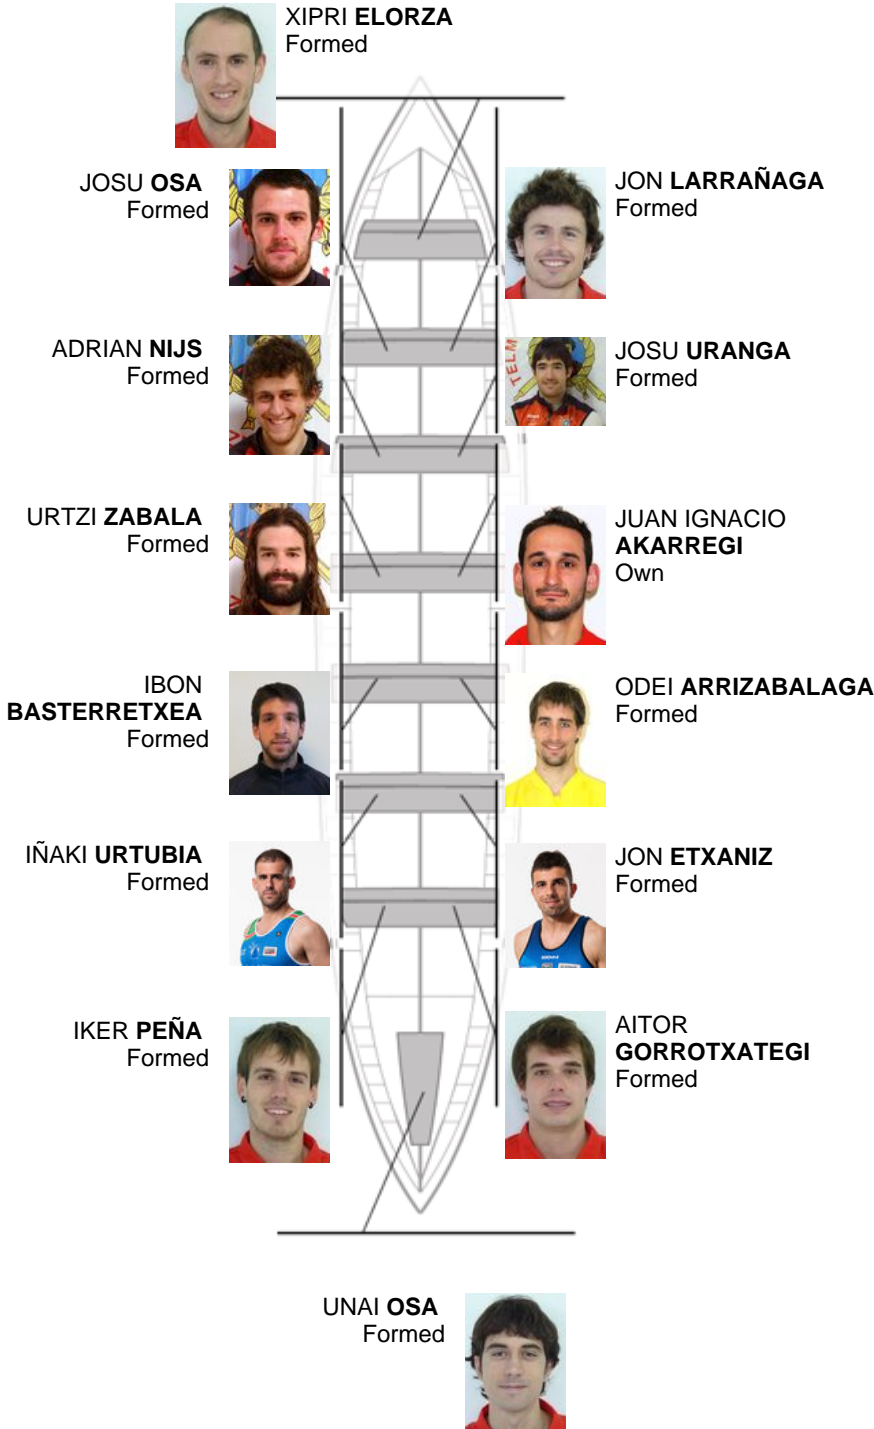 XIPRI ELORZA
Formed
JOSU OSA
Formed
JON LARRAÑAGA
Formed
ADRIAN NIJS
Formed
JOSU URANGA
Formed
TELM
URTZI ZABALA
Formed
JUAN IGNACIO
AKARREGI
Own
IBON
BASTERRETXEA
Formed
ODEI ARRIZABALAGA
Formed
IÑAKI URTUBIA
Formed
JON ETXANIZ
Formed
IKER PEÑA
Formed
AITOR
GORROTXATEGI
Formed
UNAI OSA
Formed